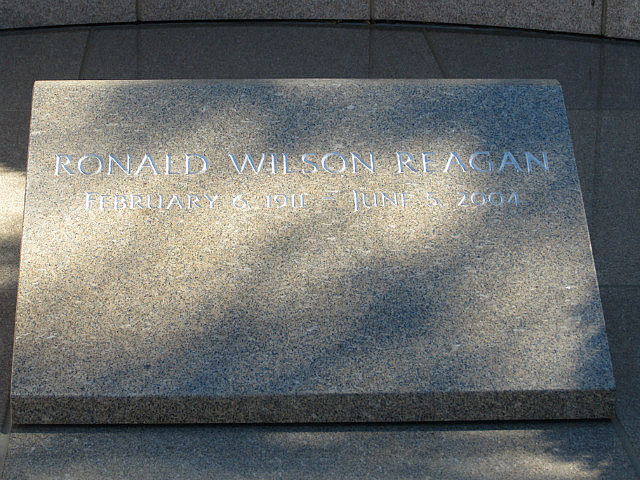 RONALD WILSON REAGAN
FEBRUARY 6, 1911 – JUNE 5, 2004